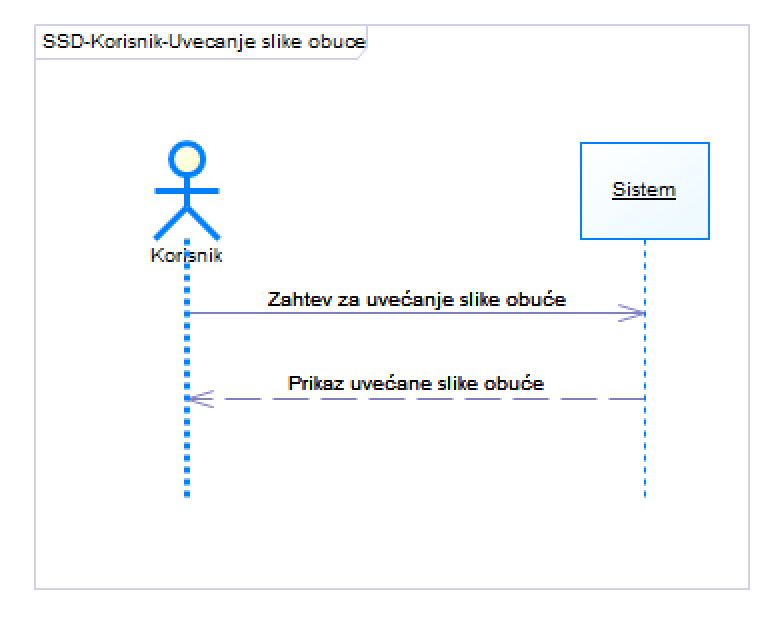 SSD-Korisnik-Uvecanje slike obuce
Korisnik
Sistem
Zahtev za uvećanje slike obuće
Prikaz uvećane slike obuće